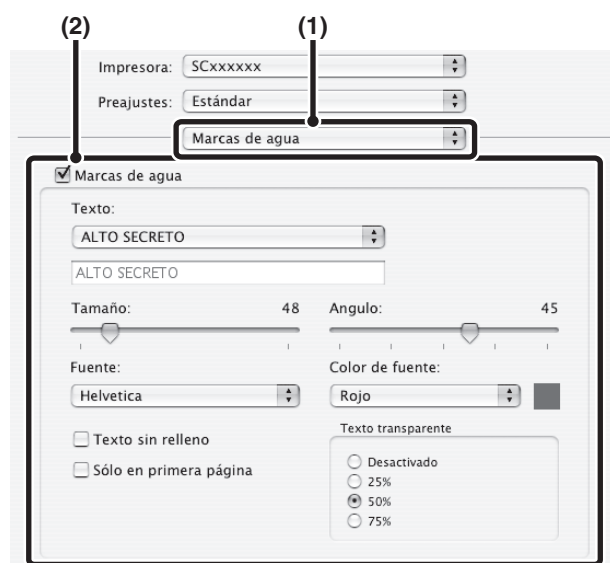 (2) (1)
Impresora: SCxxxxxx
Preajustes: Estándar
Marcas de agua
Marcas de agua
Texto:
ALTO SECRETO
ALTO SECRETO
Tamaño: 48 Angulo: 45
Fuente: Color de fuente:
Helvetica Rojo
Texto sin relleno Texto transparente
Sólo en primera página Desactivado
25%
50%
75%